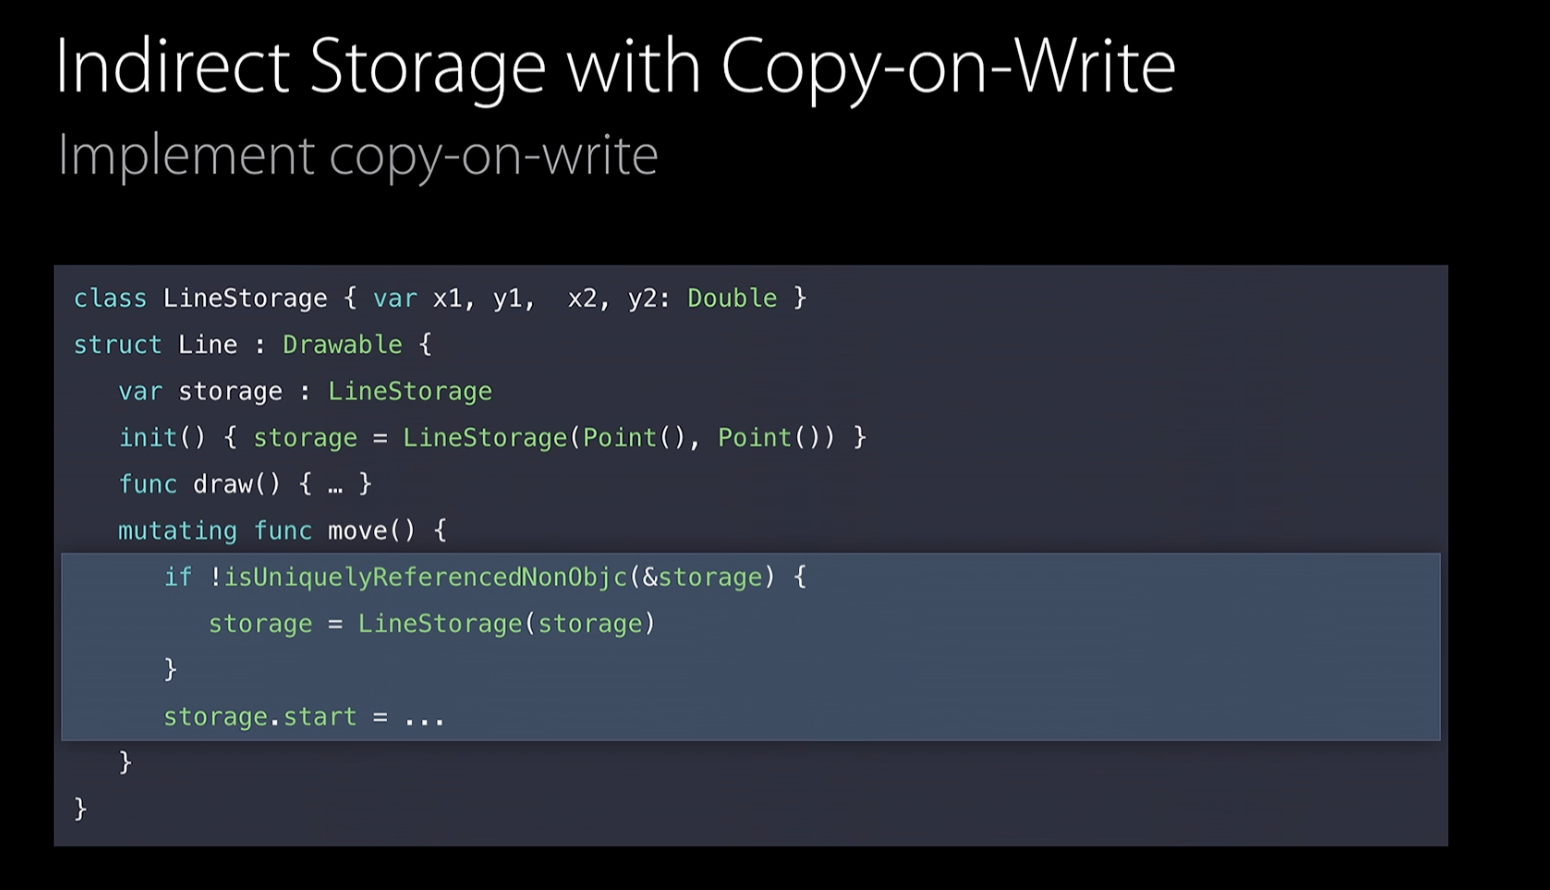 Indirect Storage with Copy-on-Write
Implement copy-on-write
class LineStorage { var x1, y1,  x2, y2: Double }
struct Line : Drawable {
   var storage : LineStorage
   init() { storage = LineStorage(Point(), Point()) }
   func draw() { … }
   mutating func move() {
      if !isUniquelyReferencedNonObjc(&storage) {
         storage = LineStorage(storage)
      }
      storage.start = ...
   }
}